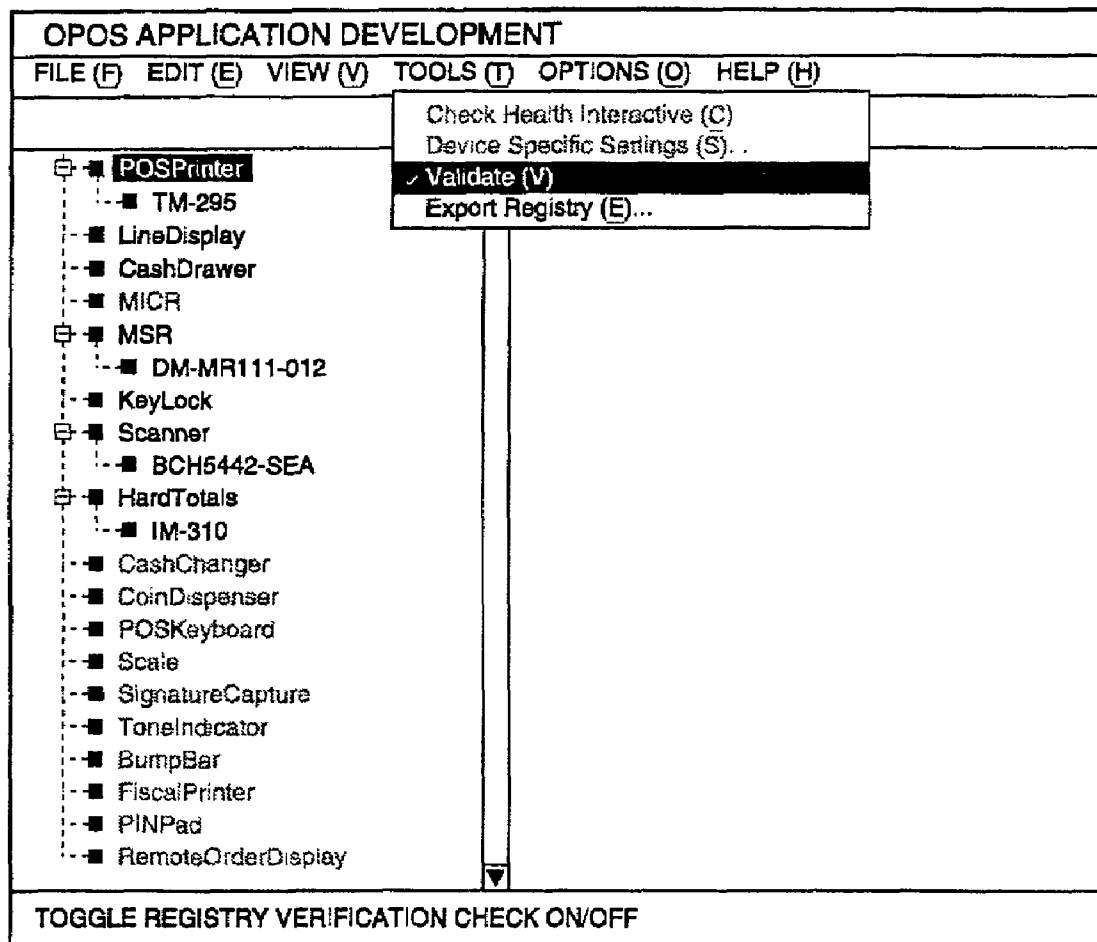 OPOS APPLICATION DEVELOPMENT
FILE (F) EDIT (E) VIEW (V) TOOLS (T) OPTIONS (O) HELP (H)
Check Health Interactive (C)
Device Specific Settings (S)..
✓ Validate (V)
Export Registry (E)...
POSPrinter
TM-295
LineDisplay
CashDrawer
MICR
MSR
DM-MR111-012
KeyLock
Scanner
BCH5442-SEA
HardTotals
IM-310
CashChanger
CoinDispenser
POSKeyboard
Scale
SignatureCapture
ToneIndicator
BumpBar
FiscalPrinter
PINPad
RemoteOrderDisplay
TOGGLE REGISTRY VERIFICATION CHECK ON/OFF